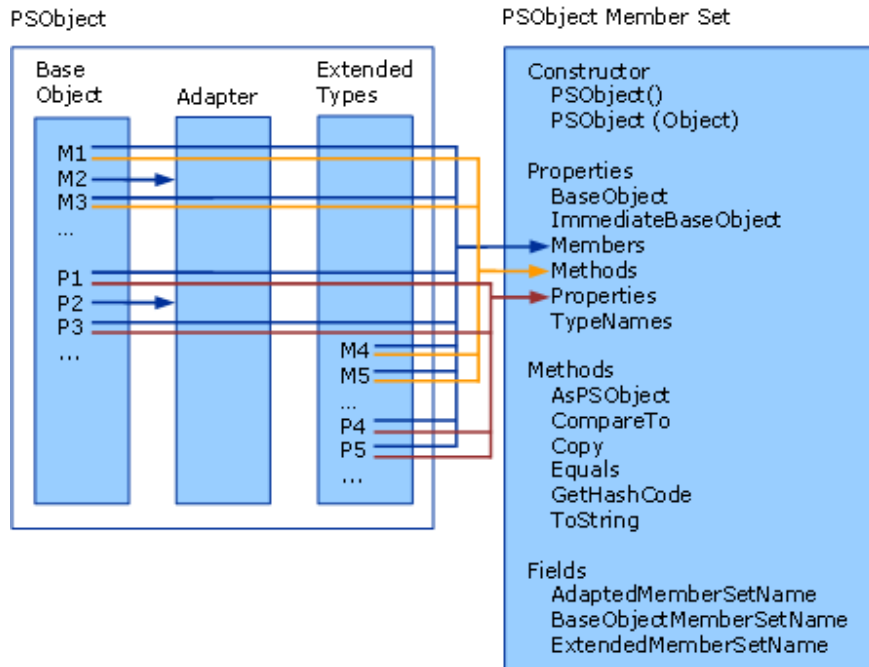 PSObject
PSObject Member Set
Base
Object
Adapter
Extended
Types
M1
M2
M3
...
P1
P2
P3
...
M4
M5
...
P4
P5
...
Constructor
PSObject()
PSObject (Object)
Properties
BaseObject
ImmediateBaseObject
Members
Methods
Properties
TypeNames
Methods
AsPSObject
CompareTo
Copy
Equals
GetHashCode
ToString
Fields
AdaptedMemberSetName
BaseObjectMemberSetName
ExtendedMemberSetName